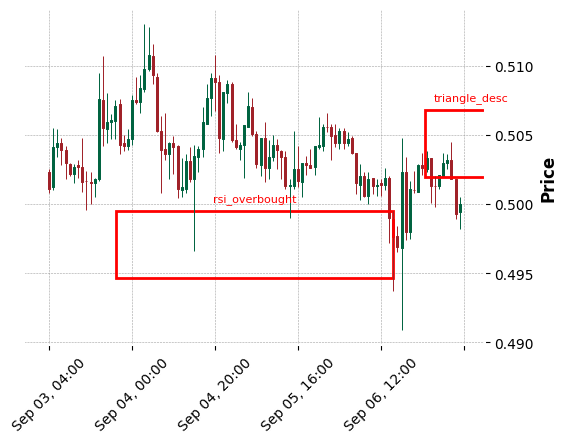 0.510
0.505
0.500
0.495
0.490
Price
triangle_desc
rsi_overbought
Sep 03, 04:00
Sep 04, 00:00
Sep 04, 20:00
Sep 05, 16:00
Sep 06, 12:00